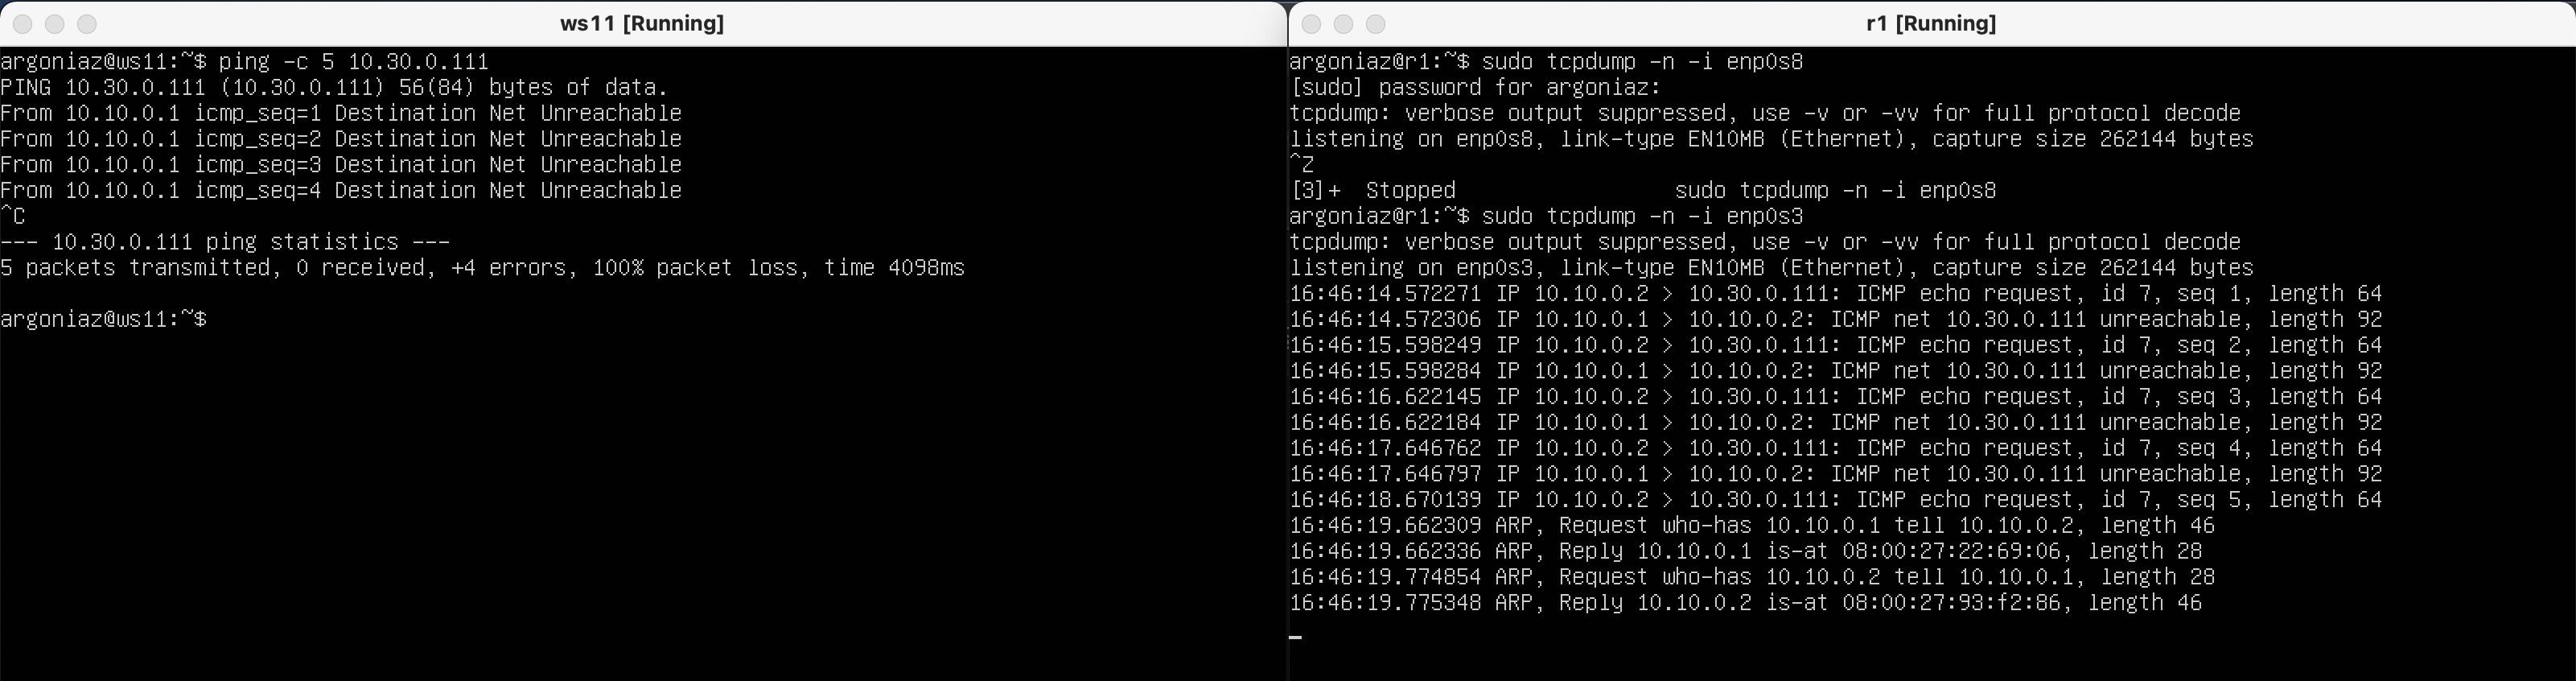 ws11 [Running]
argoniaz@ws11:~$ ping -c 5 10.30.0.111
PING 10.30.0.111 (10.30.0.111) 56(84) bytes of data.
From 10.10.0.1 icmp_seq=1 Destination Net Unreachable
From 10.10.0.1 icmp_seq=2 Destination Net Unreachable
From 10.10.0.1 icmp_seq=3 Destination Net Unreachable
From 10.10.0.1 icmp_seq=4 Destination Net Unreachable
^C
--- 10.30.0.111 ping statistics ---
5 packets transmitted, 0 received, +4 errors, 100% packet loss, time 4098ms
argoniaz@ws11:~$
r1 [Running]
argoniaz@r1:~$ sudo tcpdump -n -i enp0s8
[sudo] password for argoniaz:
tcpdump: verbose output suppressed, use -v or -vv for full protocol decode
listening on enp0s8, link-type EN10MB (Ethernet), capture size 262144 bytes
^Z
[3]+  Stopped                 sudo tcpdump -n -i enp0s8
argoniaz@r1:~$ sudo tcpdump -n -i enp0s3
tcpdump: verbose output suppressed, use -v or -vv for full protocol decode
listening on enp0s3, link-type EN10MB (Ethernet), capture size 262144 bytes
16:46:14.572271 IP 10.10.0.2 > 10.30.0.111: ICMP echo request, id 7, seq 1, length 64
16:46:14.572306 IP 10.10.0.1 > 10.10.0.2: ICMP net 10.30.0.111 unreachable, length 92
16:46:15.598249 IP 10.10.0.2 > 10.30.0.111: ICMP echo request, id 7, seq 2, length 64
16:46:15.598284 IP 10.10.0.1 > 10.10.0.2: ICMP net 10.30.0.111 unreachable, length 92
16:46:16.622145 IP 10.10.0.2 > 10.30.0.111: ICMP echo request, id 7, seq 3, length 64
16:46:16.622184 IP 10.10.0.1 > 10.10.0.2: ICMP net 10.30.0.111 unreachable, length 92
16:46:17.646762 IP 10.10.0.2 > 10.30.0.111: ICMP echo request, id 7, seq 4, length 64
16:46:17.646797 IP 10.10.0.1 > 10.10.0.2: ICMP net 10.30.0.111 unreachable, length 92
16:46:18.670139 IP 10.10.0.2 > 10.30.0.111: ICMP echo request, id 7, seq 5, length 64
16:46:19.662309 ARP, Request who-has 10.10.0.1 tell 10.10.0.2, length 46
16:46:19.662336 ARP, Reply 10.10.0.1 is-at 08:00:27:22:69:06, length 28
16:46:19.774854 ARP, Request who-has 10.10.0.2 tell 10.10.0.1, length 28
16:46:19.775348 ARP, Reply 10.10.0.2 is-at 08:00:27:93:f2:86, length 46